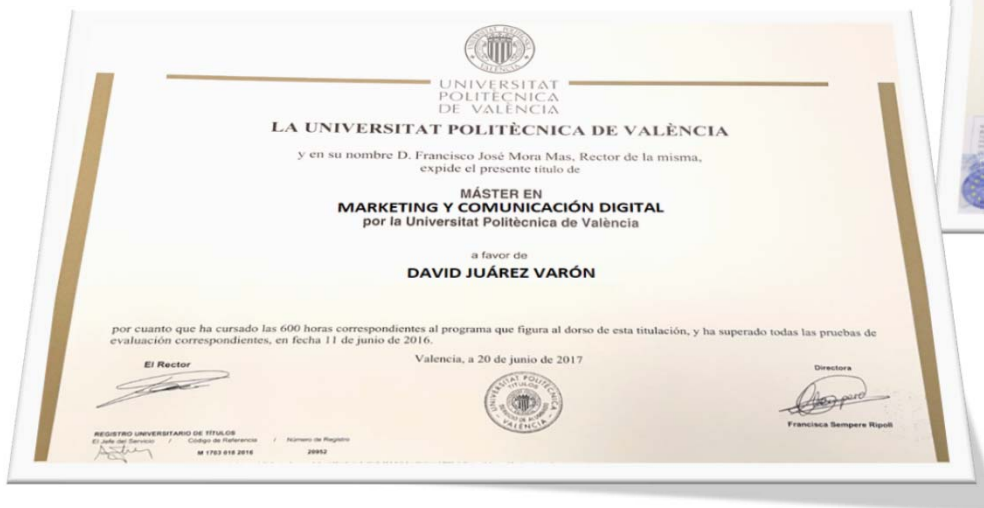 UNIVERSITAT
POLITÈCNICA
DE VALÈNCIA
LA UNIVERSITAT POLITÈCNICA DE VALÈNCIA
y en su nombre D. Francisco José Mora Mas, Rector de la misma,
expide el presente título de
MÁSTER EN
MARKETING Y COMUNICACIÓN DIGITAL
por la Universitat Politècnica de València
a favor de
DAVID JUÁREZ VARÓN
por cuanto que ha cursado las 600 horas correspondientes al programa que figura al dorso de esta titulación, y ha superado todas las pruebas de
evaluación correspondientes, en fecha 11 de junio de 2016.
Valencia, a 20 de junio de 2017
El Rector
Directora
Francisca Sempere Ripoll
REGISTRO UNIVERSITARIO DE TÍTULOS
El Jefe del Servicio / Código de Referencia / Número de Registro
M 1703 016 2016 20952